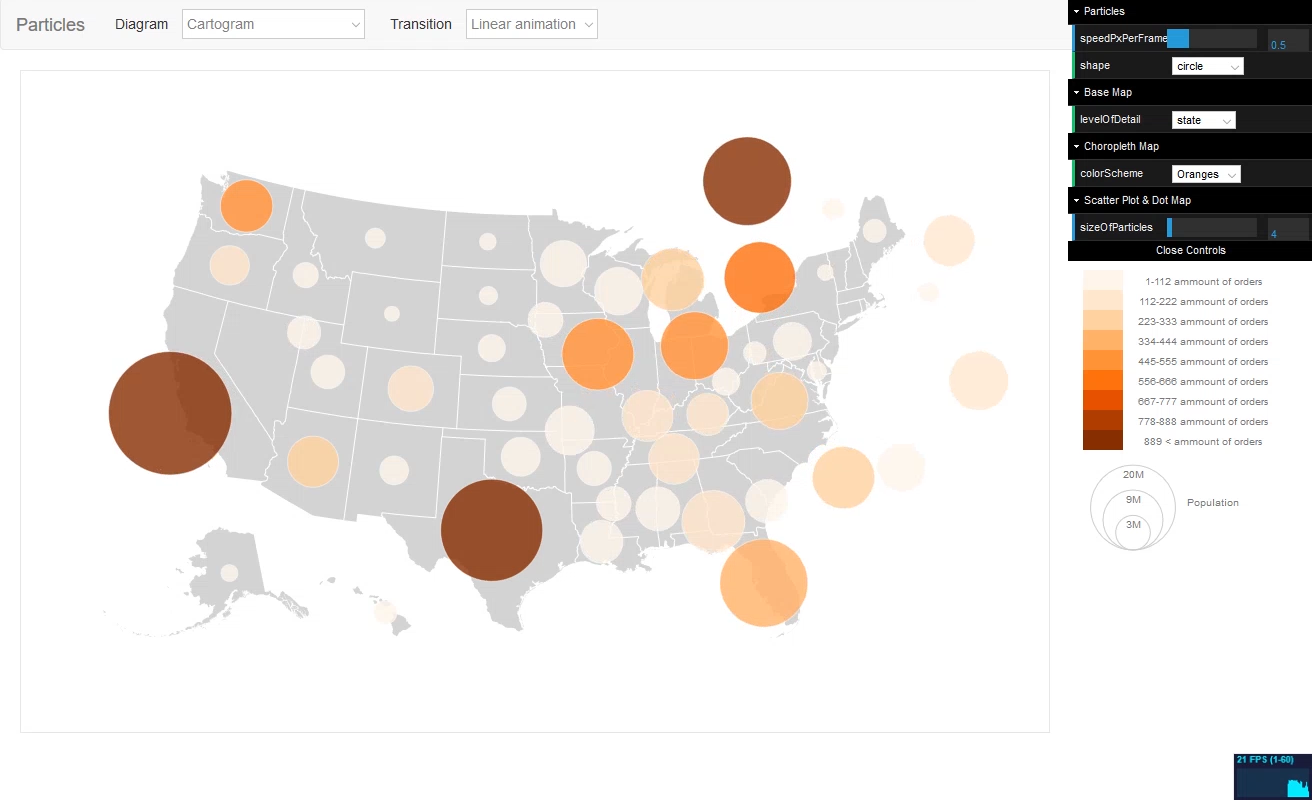 Particles Diagram Cartogram Transition Linear animation
Particles
speedPxPerFrame 0.5
shape circle
Base Map
levelOfDetail state
Choropleth Map
colorScheme Oranges
Scatter Plot & Dot Map
sizeOfParticles 4
Close Controls
1-112 ammount of orders
112-222 ammount of orders
223-333 ammount of orders
334-444 ammount of orders
445-555 ammount of orders
556-666 ammount of orders
667-777 ammount of orders
778-888 ammount of orders
889 < ammount of orders
20M
9M
3M
Population
21 FPS (1-60)